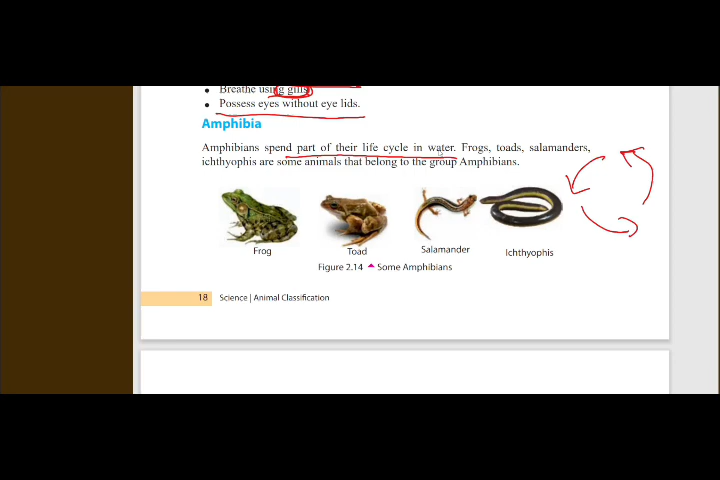 • Breathe using gills
• Possess eyes without eye lids.
Amphibia
Amphibians spend part of their life cycle in water. Frogs, toads, salamanders,
ichthyophis are some animals that belong to the group Amphibians.
Frog Toad Salamander Ichthyophis
Figure 2.14 Some Amphibians
18 Science | Animal Classification